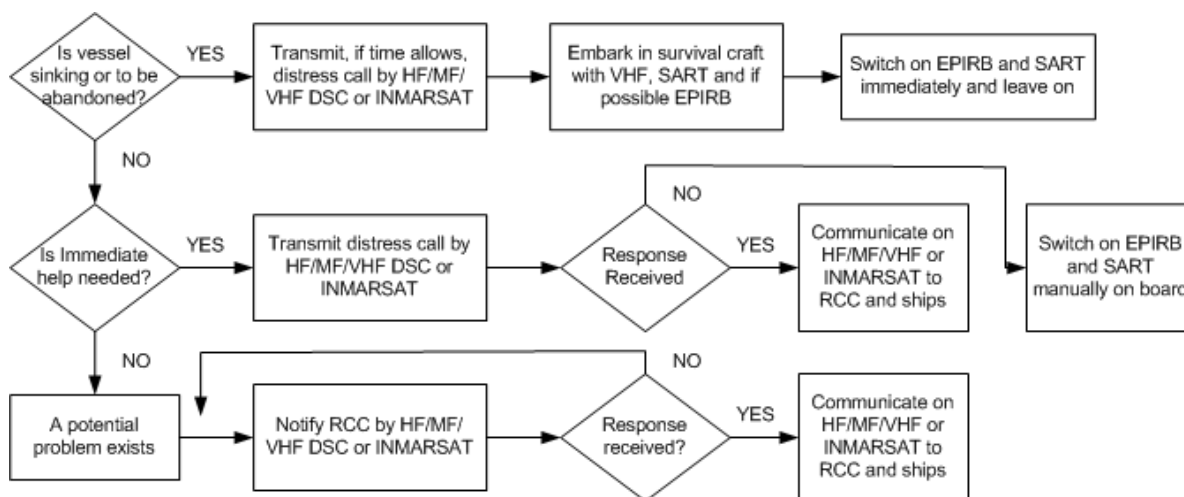 Is vessel
sinking or to be
abandoned?
YES
Transmit, if time allows,
distress call by HF/MF/
VHF DSC or INMARSAT
Embark in survival craft
with VHF, SART and if
possible EPIRB
Switch on EPIRB and SART
immediately and leave on
NO
Is Immediate
help needed?
YES
Transmit distress call by
HF/MF/VHF DSC or
INMARSAT
Response
Received
NO
YES
Communicate on
HF/MF/VHF or
INMARSAT to
RCC and ships
Switch on EPIRB
and SART
manually on board
NO
A potential
problem exists
Notify RCC by HF/MF/
VHF DSC or INMARSAT
Response
received?
NO
YES
Communicate on
HF/MF/VHF or
INMARSAT to
RCC and ships